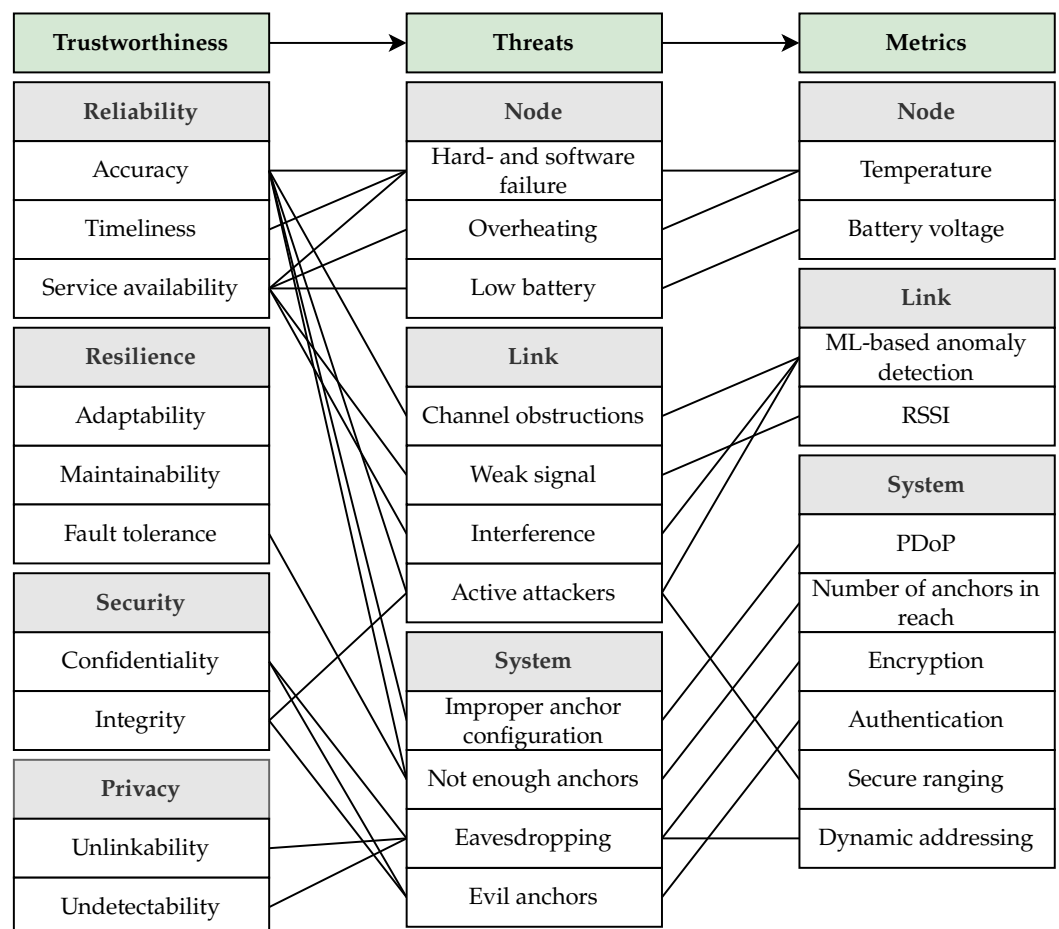 Trustworthiness
Threats
Metrics
Reliability
Accuracy
Timeliness
Service availability
Resilience
Adaptability
Maintainability
Fault tolerance
Security
Confidentiality
Integrity
Privacy
Unlinkability
Undetectability
Node
Hard- and software
failure
Overheating
Low battery
Link
Channel obstructions
Weak signal
Interference
Active attackers
System
Improper anchor
configuration
Not enough anchors
Eavesdropping
Evil anchors
Node
Temperature
Battery voltage
Link
ML-based anomaly
detection
RSSI
System
PDoP
Number of anchors in
reach
Encryption
Authentication
Secure ranging
Dynamic addressing